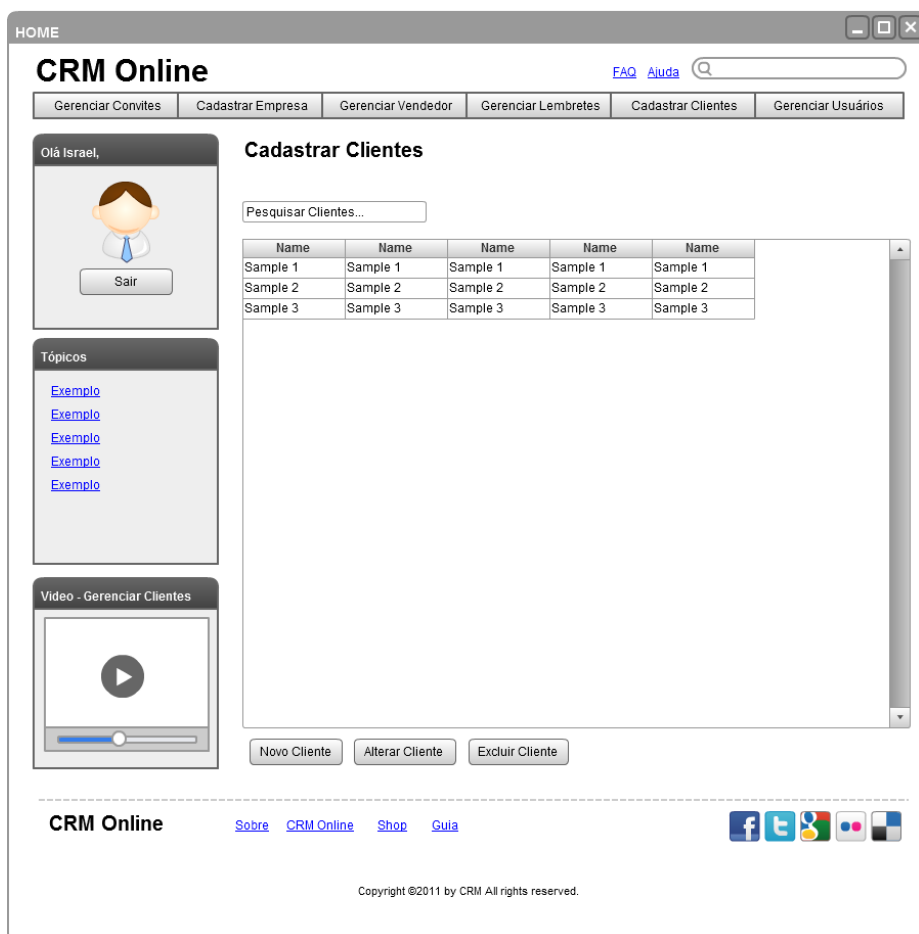 HOME
CRM Online
FAQ Ajuda
Gerenciar Convites Cadastrar Empresa Gerenciar Vendedor Gerenciar Lembretes Cadastrar Clientes Gerenciar Usuários
Olá Israel,
Sair
Tópicos
Exemplo
Exemplo
Exemplo
Exemplo
Exemplo
Video - Gerenciar Clientes
Cadastrar Clientes
Pesquisar Clientes...
Name Name Name Name Name
Sample 1 Sample 1 Sample 1 Sample 1 Sample 1
Sample 2 Sample 2 Sample 2 Sample 2 Sample 2
Sample 3 Sample 3 Sample 3 Sample 3 Sample 3
Novo Cliente Alterar Cliente Excluir Cliente
CRM Online
Sobre CRM Online Shop Guia
f t g
Copyright ©2011 by CRM All rights reserved.